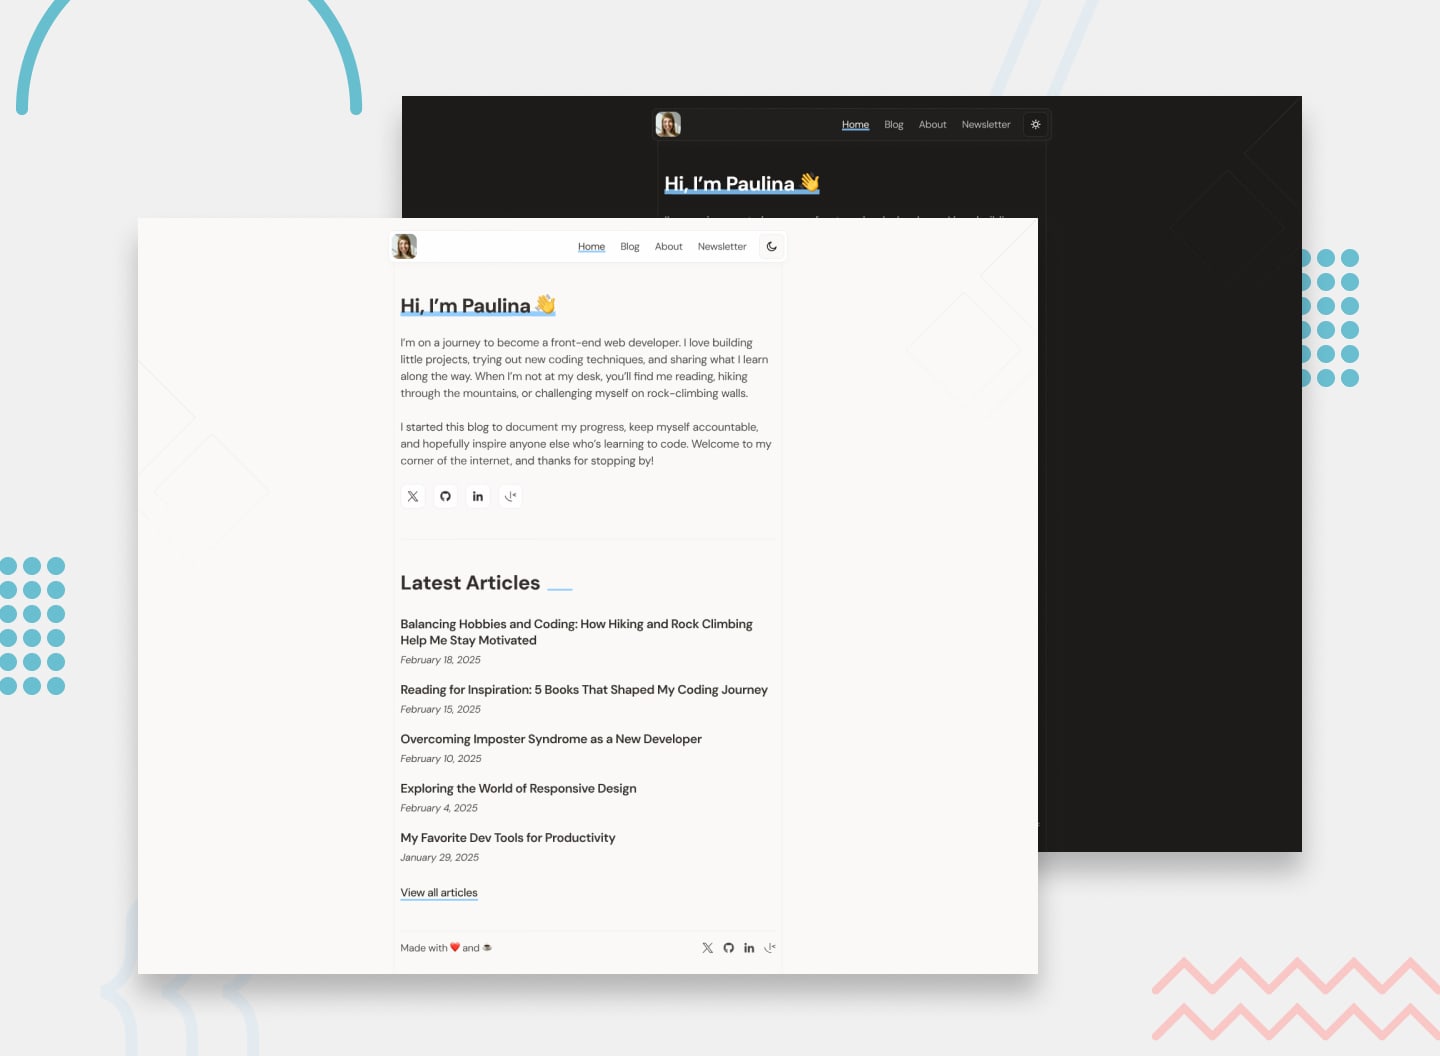 Home Blog About Newsletter
Hi, I'm Paulina 👋
Home Blog About Newsletter
Hi, I'm Paulina 👋
I'm on a journey to become a front-end web developer. I love building
little projects, trying out new coding techniques, and sharing what I learn
along the way. When I'm not at my desk, you'll find me reading, hiking
through the mountains, or challenging myself on rock-climbing walls.
I started this blog to document my progress, keep myself accountable,
and hopefully inspire anyone else who's learning to code. Welcome to my
corner of the internet, and thanks for stopping by!
Latest Articles
Balancing Hobbies and Coding: How Hiking and Rock Climbing
Help Me Stay Motivated
February 18, 2025
Reading for Inspiration: 5 Books That Shaped My Coding Journey
February 15, 2025
Overcoming Imposter Syndrome as a New Developer
February 10, 2025
Exploring the World of Responsive Design
February 4, 2025
My Favorite Dev Tools for Productivity
January 29, 2025
View all articles
Made with ❤️ and ☕